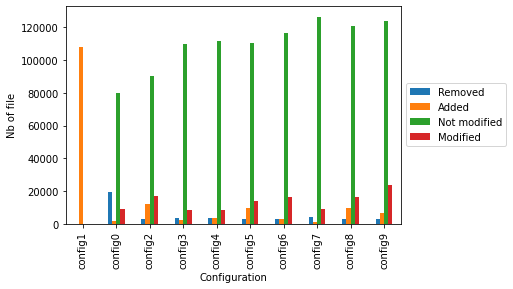 120000
100000
80000
60000
40000
20000
0
Nb of file
config1
config0
config2
config3
config4
config5
config6
config7
config8
config9
Configuration
Removed
Added
Not modified
Modified